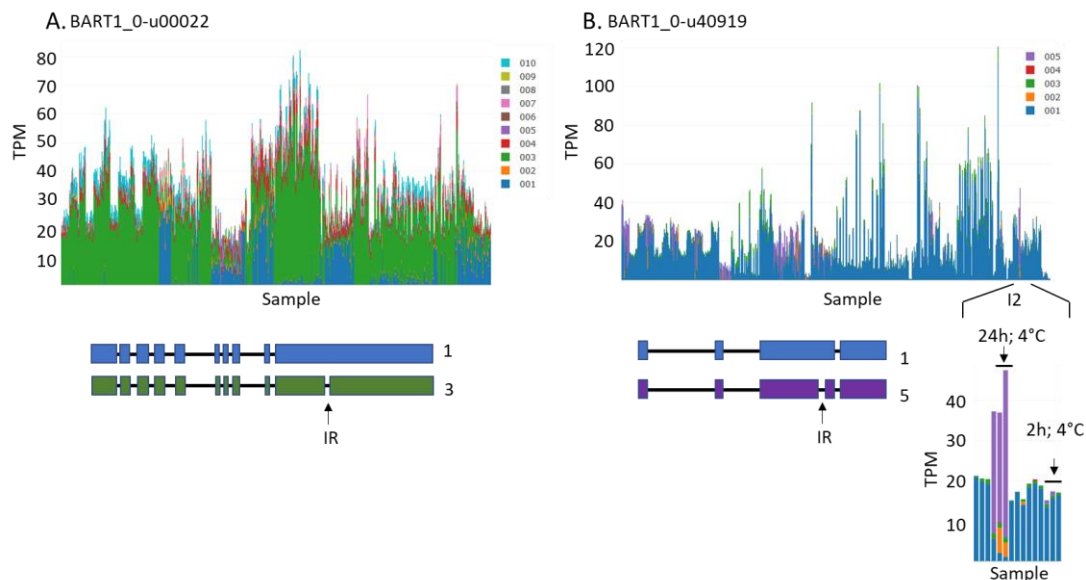 A. BART1_0-u00022
TPM
80
70
60
50
40
30
20
10
010
009
008
007
006
005
004
003
002
001
Sample
1
3
IR
B. BART1_0-u40919
TPM
120
100
80
60
40
20
005
004
003
002
001
Sample
I2
1
5
IR
24h; 4°C
2h; 4°C
TPM
40
30
20
10
Sample